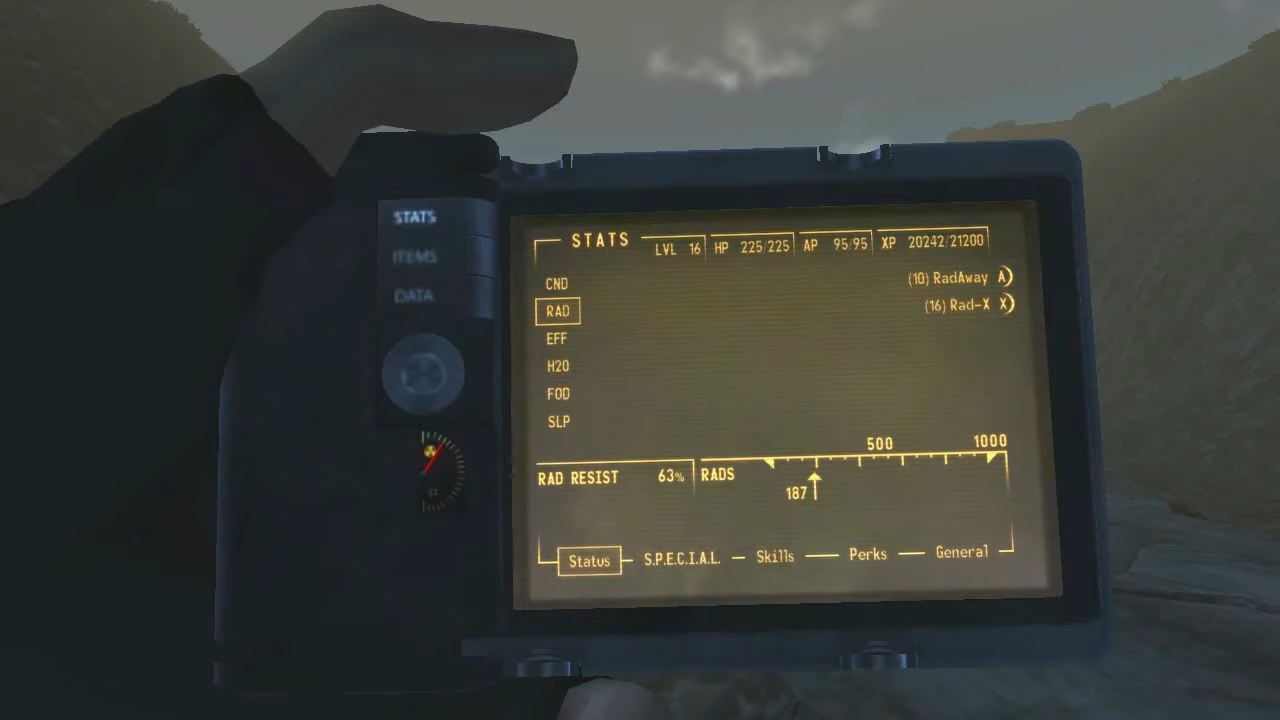 STATS
ITEMS
DATA
STATS LVL 16 HP 225/225 AP 95/95 XP 20242/21200
CND
RAD
EFF
H2O
FOD
SLP
(10) RadAway A)
(16) Rad-X X)
RAD RESIST 63% RADS
500 1000
187
Status S.P.E.C.I.A.L. Skills Perks General